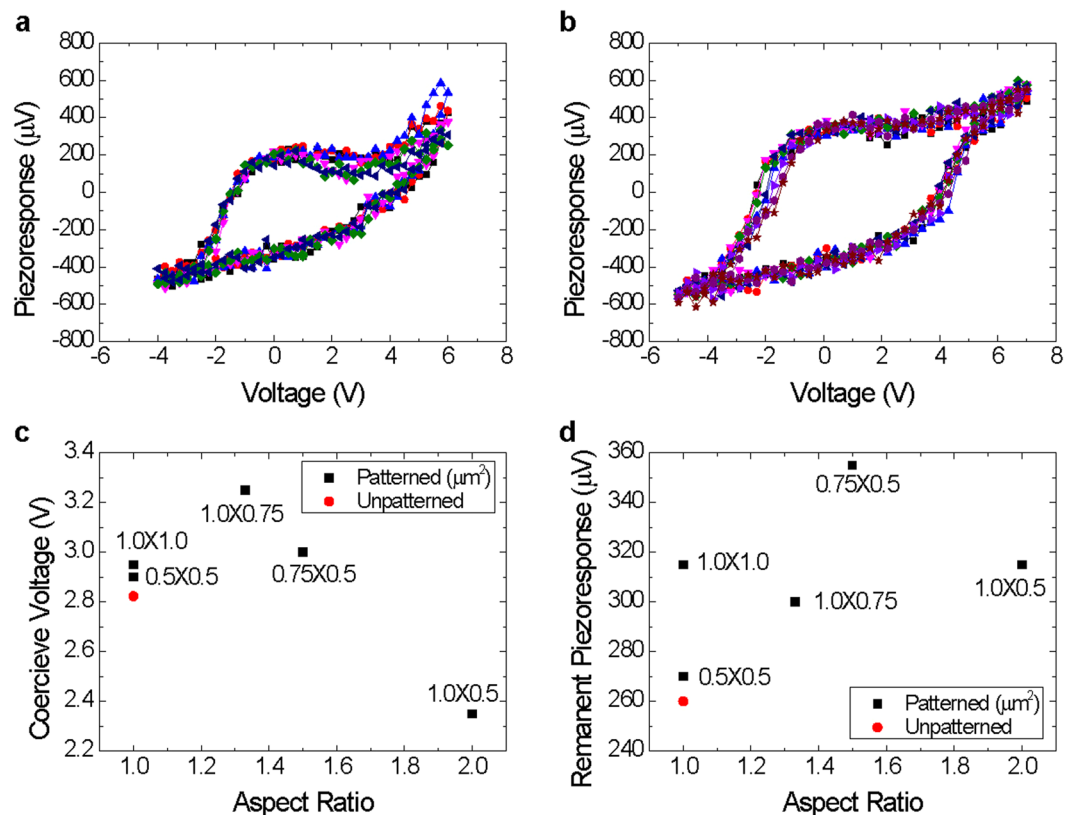 a
800
600
400
200
0
-200
-400
-600
-800
-6 -4 -2 0 2 4 6 8
Piezoresponse (μV)
Voltage (V)
b
800
600
400
200
0
-200
-400
-600
-800
-6 -4 -2 0 2 4 6 8
Piezoresponse (μV)
Voltage (V)
c
3.4
3.2
3.0
2.8
2.6
2.4
2.2
1.0 1.2 1.4 1.6 1.8 2.0
Coercieve Voltage (V)
Aspect Ratio
Patterned (μm²)
Unpatterned
1.0X1.0
0.5X0.5
1.0X0.75
0.75X0.5
1.0X0.5
d
360
340
320
300
280
260
240
1.0 1.2 1.4 1.6 1.8 2.0
Remanent Piezoresponse (μV)
Aspect Ratio
0.75X0.5
1.0X1.0
1.0X0.75
1.0X0.5
0.5X0.5
Patterned (μm²)
Unpatterned